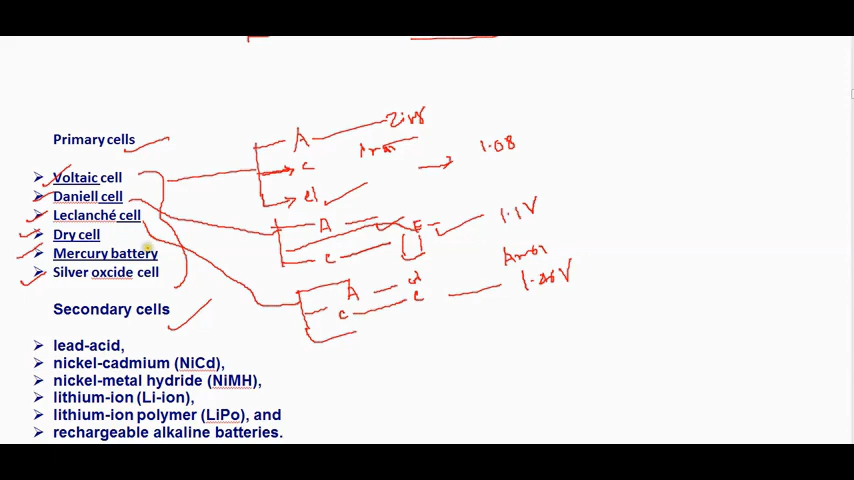 Primary cells
Voltaic cell
Daniell cell
Leclanché cell
Dry cell
Mercury battery
Silver oxcide cell
Secondary cells
lead-acid,
nickel-cadmium (NiCd),
nickel-metal hydride (NiMH),
lithium-ion (Li-ion),
lithium-ion polymer (LiPo), and
rechargeable alkaline batteries.
A
c
el
1.08
A
E
c
1.1V
A
c
c